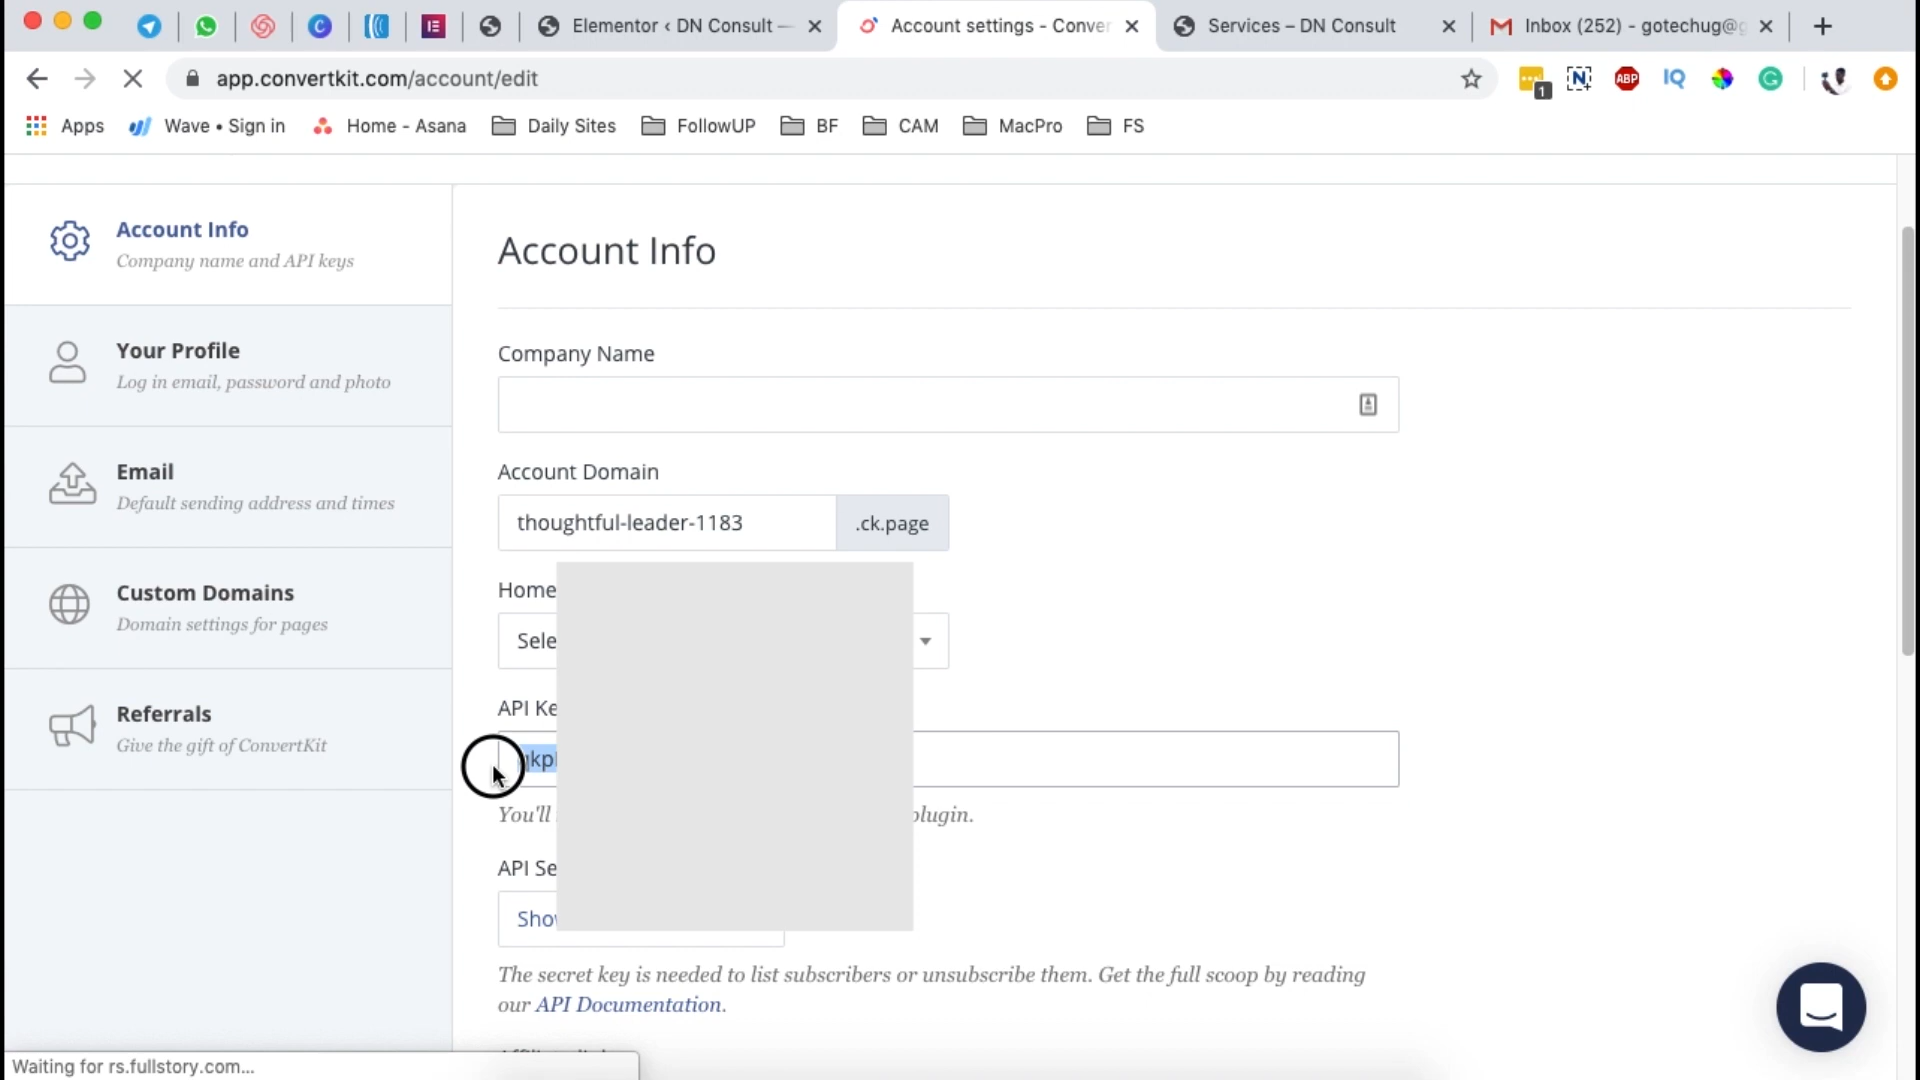 Elementor ‹ DN Consult —
Account settings - Conver
Services – DN Consult
Inbox (252) - gotechug@g
app.convertkit.com/account/edit
1
ABP
IQ
Apps
Wave • Sign in
Home - Asana
Daily Sites
FollowUP
BF
CAM
MacPro
FS
Account Info
Company name and API keys
Your Profile
Log in email, password and photo
Email
Default sending address and times
Custom Domains
Domain settings for pages
Referrals
Give the gift of ConvertKit
Account Info
Company Name
Account Domain
thoughtful-leader-1183 .ck.page
Home
Sele
API Ke
You'll plugin.
API Se
Show
The secret key is needed to list subscribers or unsubscribe them. Get the full scoop by reading
our API Documentation.
Waiting for rs.fullstory.com...